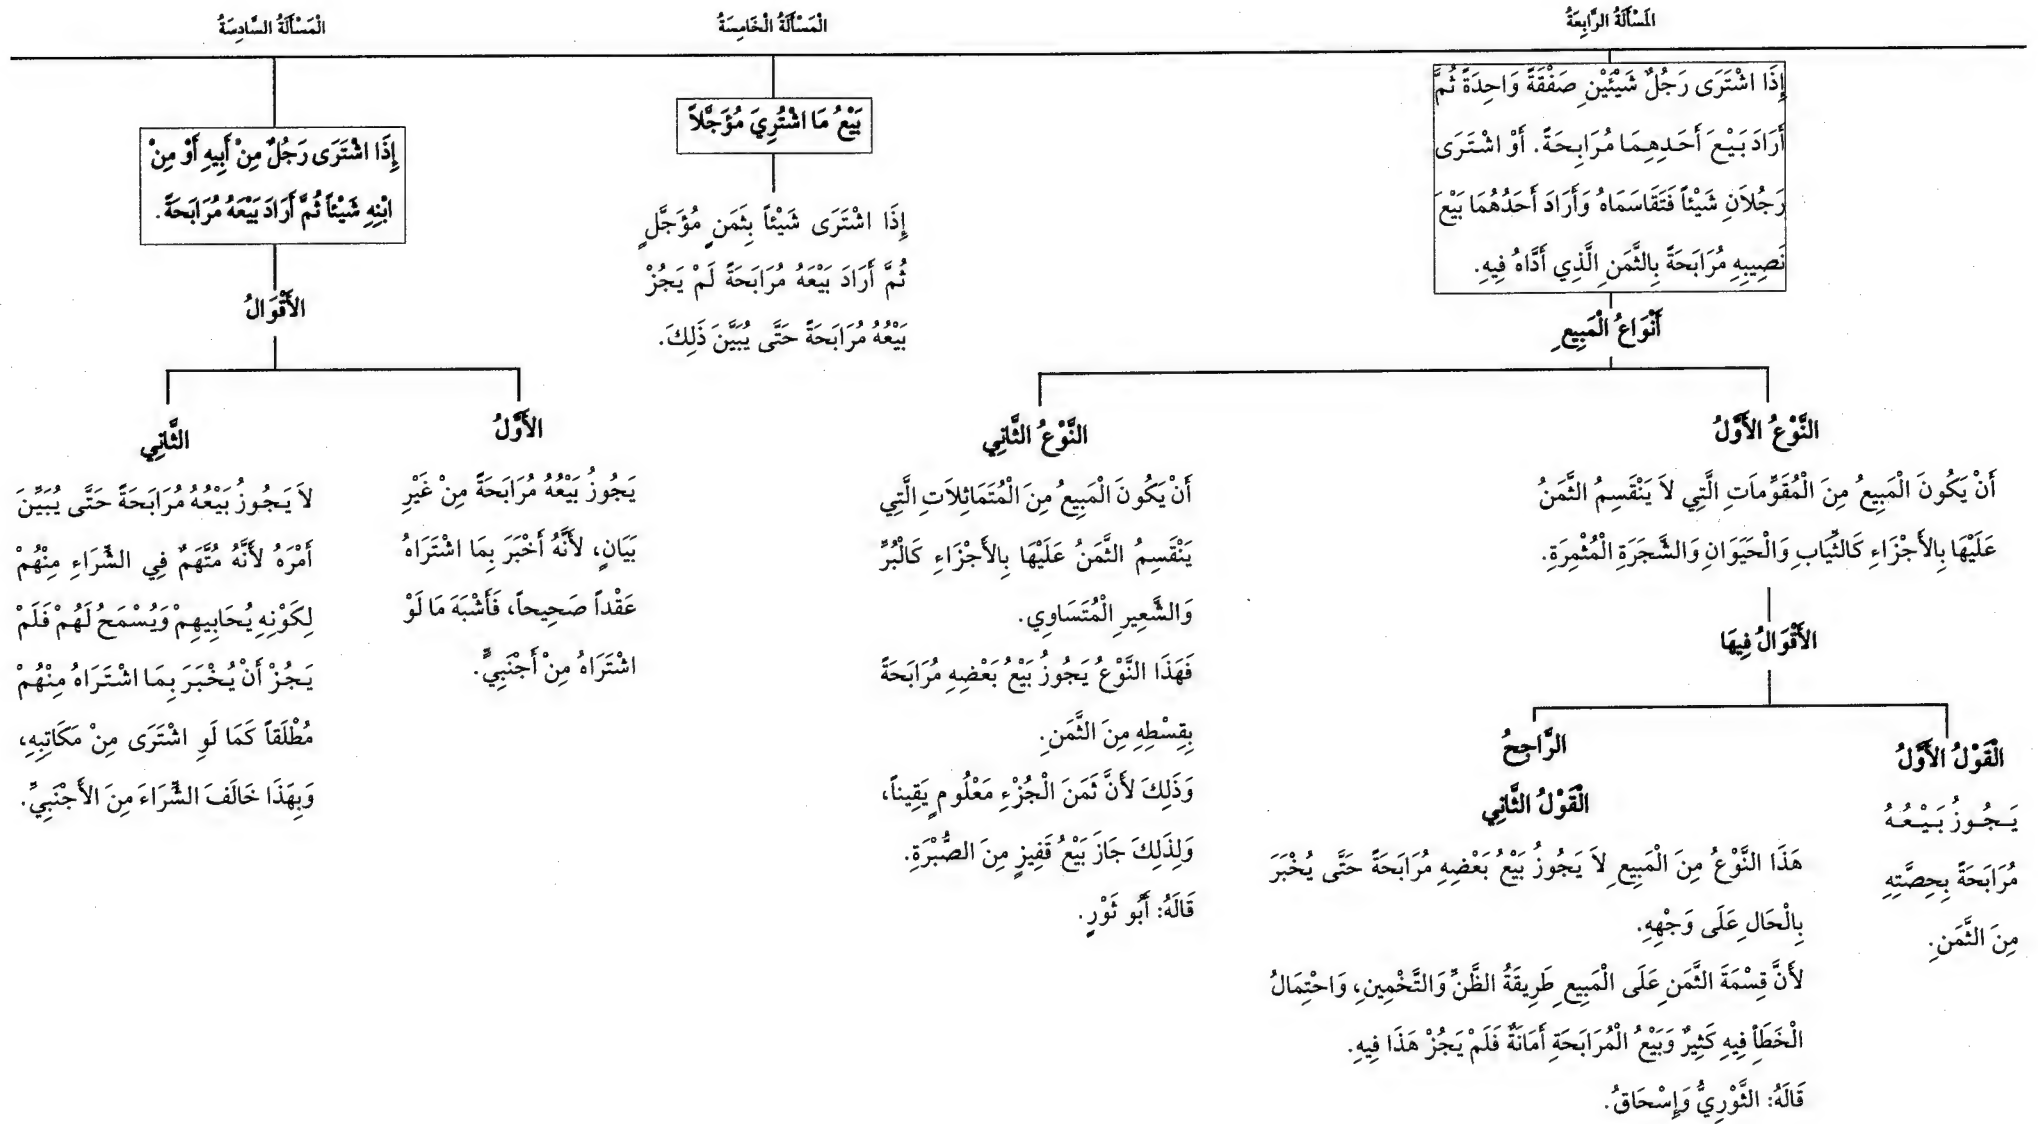 الْمَسْأَلَةُ الرَّابِعَةُ
إِذَا اشْتَرَى رَجُلٌ شَيْئَيْنِ صَفْقَةً وَاحِدَةً ثُمَّ
أَرَادَ بَيْعَ أَحَدِهِمَا مُرَابِحَةً. أَوْ اشْتَرَى
رَجُلاَنِ شَيْئاً فَتَقَاسَمَاهُ وَأَرَادَ أَحَدُهُمَا بَيْعَ
نَصِيبِهِ مُرَابَحَةً بِالثَّمَنِ الَّذِي أَدَّاهُ فِيهِ.
أَنْوَاعُ الْمَبِيعِ
النَّوْعُ الأَوَّلُ
أَنْ يَكُونَ الْمَبِيعُ مِنَ الْمُقَوَّمَاتِ الَّتِي لاَ يَنْقَسِمُ الثَّمَنُ
عَلَيْهَا بِالأَجْزَاءِ كَالثِّيَابِ وَالْحَيَوَانِ وَالشَّجَرَةِ الْمُثْمِرَةِ.
الأَقْوَالُ فِيهَا
الْقَوْلُ الأَوَّلُ
يَجُوزُ بَيْعُهُ
مُرَابَحَةً بِحِصَّتِهِ
مِنَ الثَّمَنِ.
الرَّاجِحُ
الْقَوْلُ الثَّانِي
هَذَا النَّوْعُ مِنَ الْمَبِيعِ لاَ يَجُوزُ بَيْعُ بَعْضِهِ مُرَابَحَةً حَتَّى يُخْبَرَ
بِالْحَالِ عَلَى وَجْهِهِ.
لأَنَّ قِسْمَةَ الثَّمَنِ عَلَى الْمَبِيعِ طَرِيقَةُ الظَّنِّ وَالتَّخْمِينِ، وَاحْتِمَالُ
الْخَطَأِ فِيهِ كَثِيرٌ وَبَيْعُ الْمُرَابَحَةِ أَمَانَةٌ فَلَمْ يَجُزْ هَذَا فِيهِ.
قَالَهُ: الثَّوْرِيُّ وَإِسْحَاقُ.
النَّوْعُ الثَّانِي
أَنْ يَكُونَ الْمَبِيعُ مِنَ الْمُتَمَاثِلاَتِ الَّتِي
يَنْقَسِمُ الثَّمَنُ عَلَيْهَا بِالأَجْزَاءِ كَالْبُرِّ
وَالشَّعِيرِ الْمُتَسَاوِي.
فَهَذَا النَّوْعُ يَجُوزُ بَيْعُ بَعْضِهِ مُرَابَحَةً
بِقِسْطِهِ مِنَ الثَّمَنِ.
وَذَلِكَ لأَنَّ ثَمَنَ الْجُزْءِ مَعْلُومٌ يَقِيناً،
وَلِذَلِكَ جَازَ بَيْعُ قَفِيزٍ مِنَ الصُّبْرَةِ.
قَالَهُ: أَبُو ثَوْرٍ.
الْمَسْأَلَةُ الْخَامِسَةُ
بَيْعُ مَا اشْتُرِيَ مُؤَجَّلاً
إِذَا اشْتَرَى شَيْئاً بِثَمَنٍ مُؤَجَّلٍ
ثُمَّ أَرَادَ بَيْعَهُ مُرَابَحَةً لَمْ يَجُزْ
بَيْعُهُ مُرَابَحَةً حَتَّى يُبَيَّنَ ذَلِكَ.
الْمَسْأَلَةُ السَّادِسَةُ
إِذَا اشْتَرَى رَجُلٌ مِنْ أَبِيهِ أَوْ مِنْ
ابْنِهِ شَيْئاً ثُمَّ أَرَادَ بَيْعَهُ مُرَابَحَةً.
الأَقْوَالُ
الأَوَّلُ
يَجُوزُ بَيْعُهُ مُرَابَحَةً مِنْ غَيْرِ
بَيَانٍ، لأَنَّهُ أَخْبَرَ بِمَا اشْتَرَاهُ
عَقْداً صَحِيحاً، فَأَشْبَهَ مَا لَوْ
اشْتَرَاهُ مِنْ أَجْنَبِيٍّ.
الثَّانِي
لاَ يَجُوزُ بَيْعُهُ مُرَابَحَةً حَتَّى يُبَيِّنَ
أَمْرَهُ لأَنَّهُ مُتَّهَمٌ فِي الشِّرَاءِ مِنْهُمْ
لِكَوْنِهِ يُحَابِيهِمْ وَيُسْمَحُ لَهُمْ فَلَمْ
يَجُزْ أَنْ يُخْبَرَ بِمَا اشْتَرَاهُ مِنْهُمْ
مُطْلَقاً كَمَا لَوِ اشْتَرَى مِنْ مَكَاتِبِهِ،
وَبِهَذَا خَالَفَ الشِّرَاءَ مِنَ الأَجْنَبِيِّ.